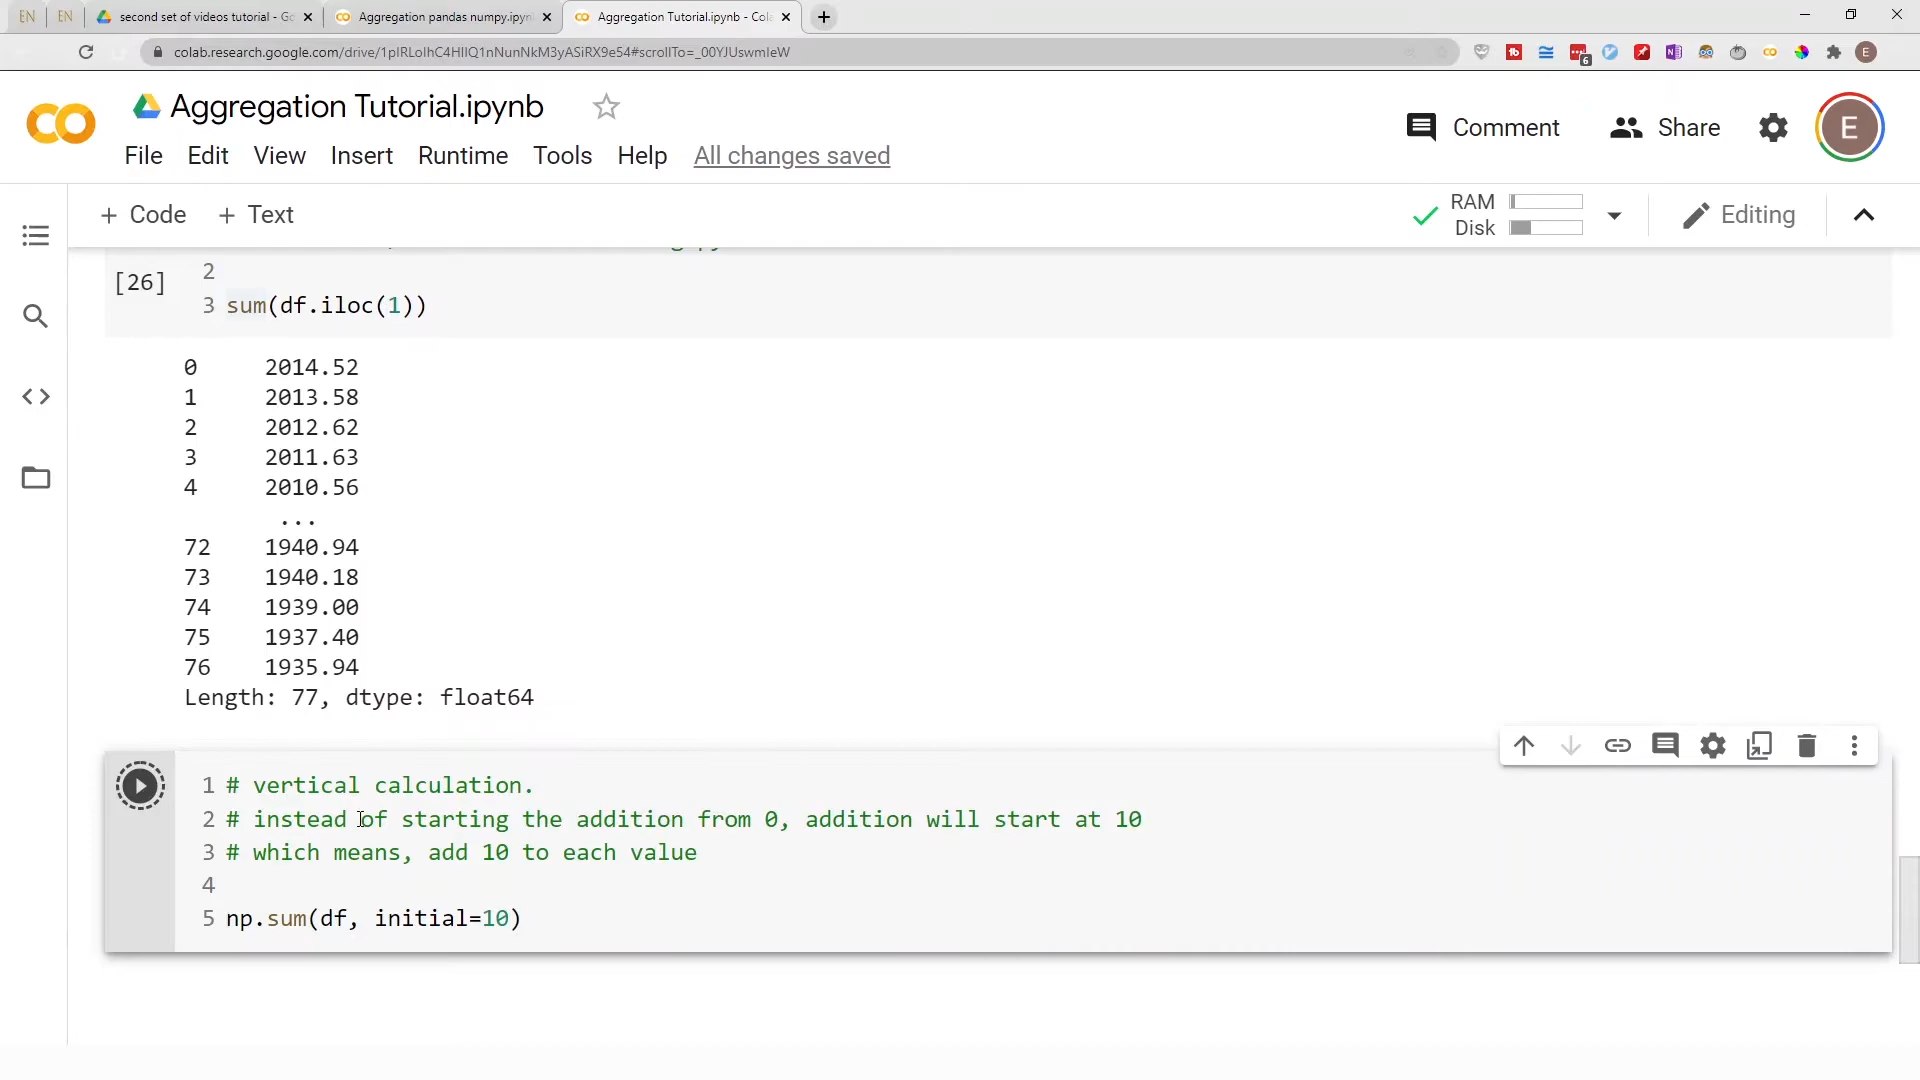 EN EN second set of videos tutorial - Go Aggregation pandas numpy.ipyn Aggregation Tutorial.ipynb - Cola
colab.research.google.com/drive/1pIRLoIhC4HIIQ1nNunNkM3yASiRX9e54#scrollTo=_00YJUswmIeW
Aggregation Tutorial.ipynb
Comment Share E
File Edit View Insert Runtime Tools Help All changes saved
+ Code + Text
RAM
Disk
Editing
2
[26]
3 sum(df.iloc(1))
0 2014.52
1 2013.58
2 2012.62
3 2011.63
4 2010.56
...
72 1940.94
73 1940.18
74 1939.00
75 1937.40
76 1935.94
Length: 77, dtype: float64
1 # vertical calculation.
2 # instead of starting the addition from 0, addition will start at 10
3 # which means, add 10 to each value
4
5 np.sum(df, initial=10)